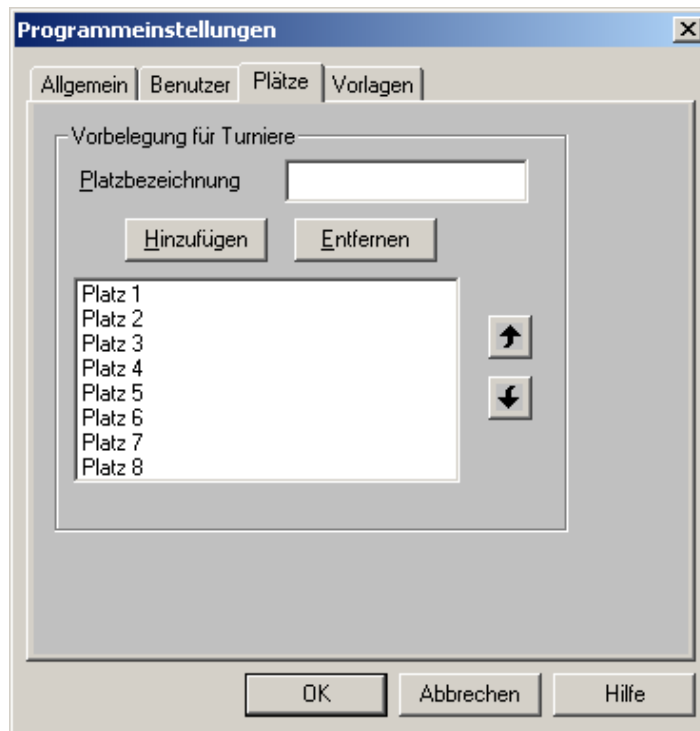 Programmeinstellungen
Allgemein Benutzer Plätze Vorlagen
Vorbelegung für Turniere
Platzbezeichnung
Hinzufügen Entfernen
Platz 1
Platz 2
Platz 3
Platz 4
Platz 5
Platz 6
Platz 7
Platz 8
OK Abbrechen Hilfe